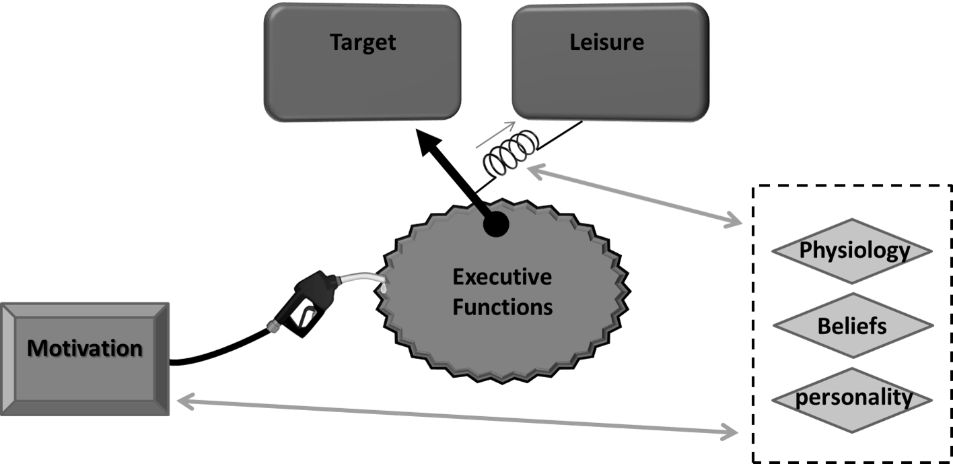 Target
Leisure
Executive
Functions
Motivation
Physiology
Beliefs
personality